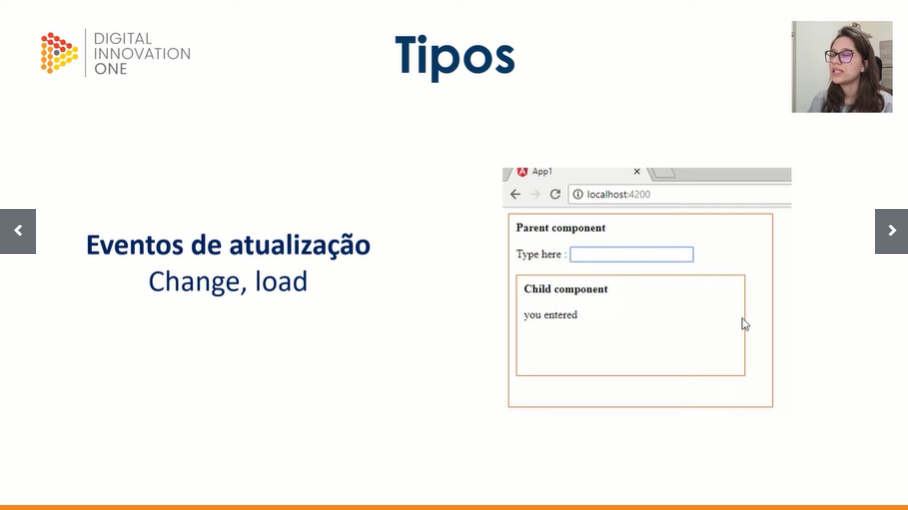 DIGITAL
INNOVATION
ONE
Tipos
Eventos de atualização
Change, load
App1
localhost:4200
Parent component
Type here :
Child component
you entered